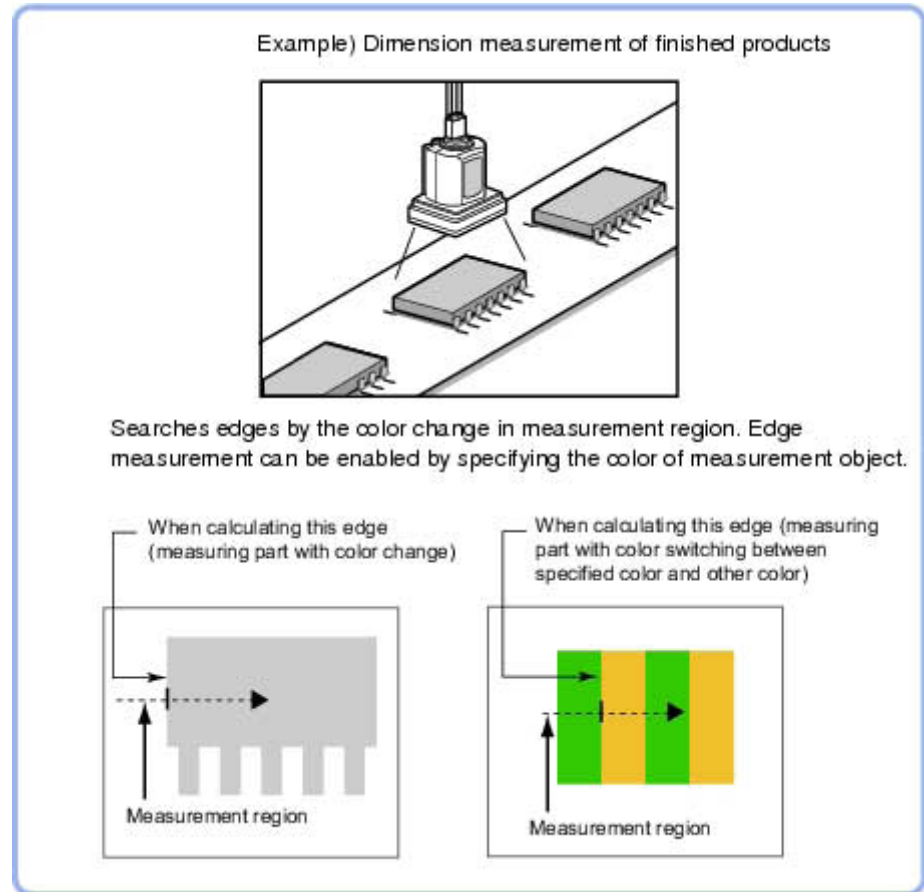 Example) Dimension measurement of finished products
Searches edges by the color change in measurement region. Edge
measurement can be enabled by specifying the color of measurement object.
When calculating this edge
(measuring part with color change)
When calculating this edge (measuring
part with color switching between
specified color and other color)
Measurement region
Measurement region